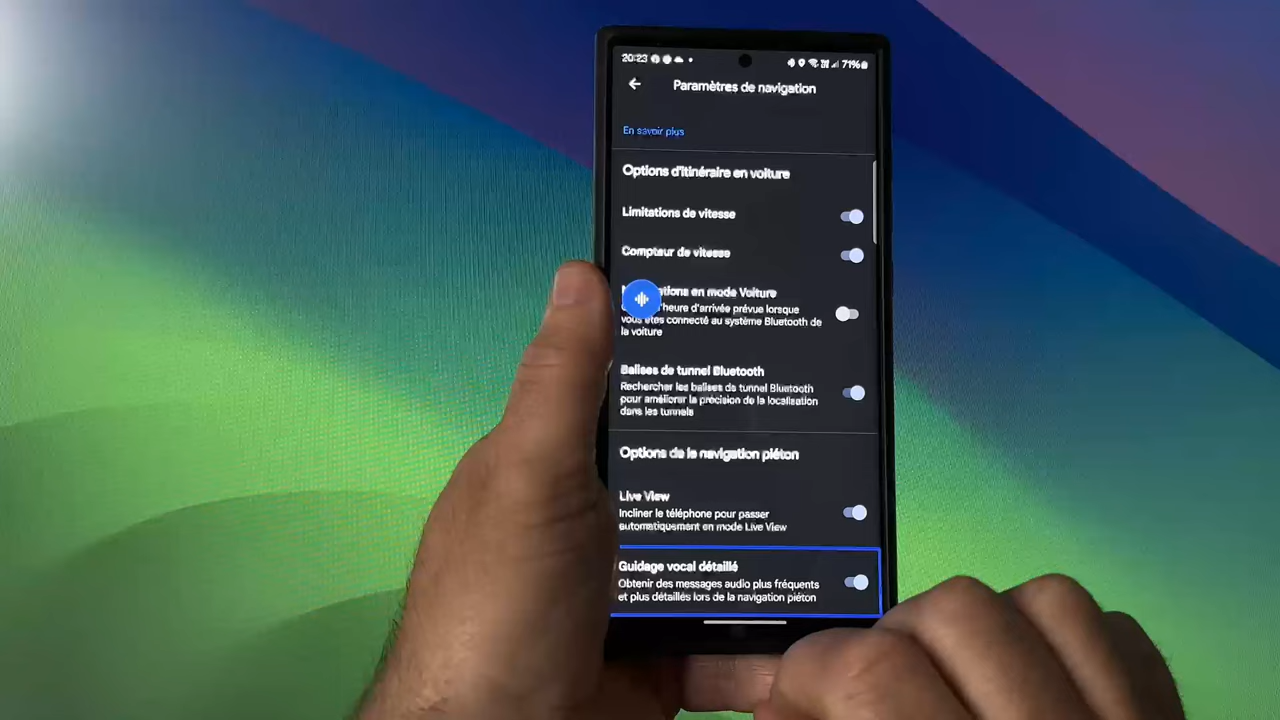 20:23 71%
Paramètres de navigation
En savoir plus
Options d'itinéraire en voiture
Limitations de vitesse
Compteur de vitesse
en mode Voiture
heure d'arrivée prévue lorsque
vous êtes connecté au système Bluetooth de
la voiture
Balises de tunnel Bluetooth
Rechercher les balises de tunnel Bluetooth
pour améliorer la précision de la localisation
dans les tunnels
Options de la navigation piéton
Live View
Incliner le téléphone pour passer
automatiquement en mode Live View
Guidage vocal détaillé
Obtenir des messages audio plus fréquents
et plus détaillés lors de la navigation piéton